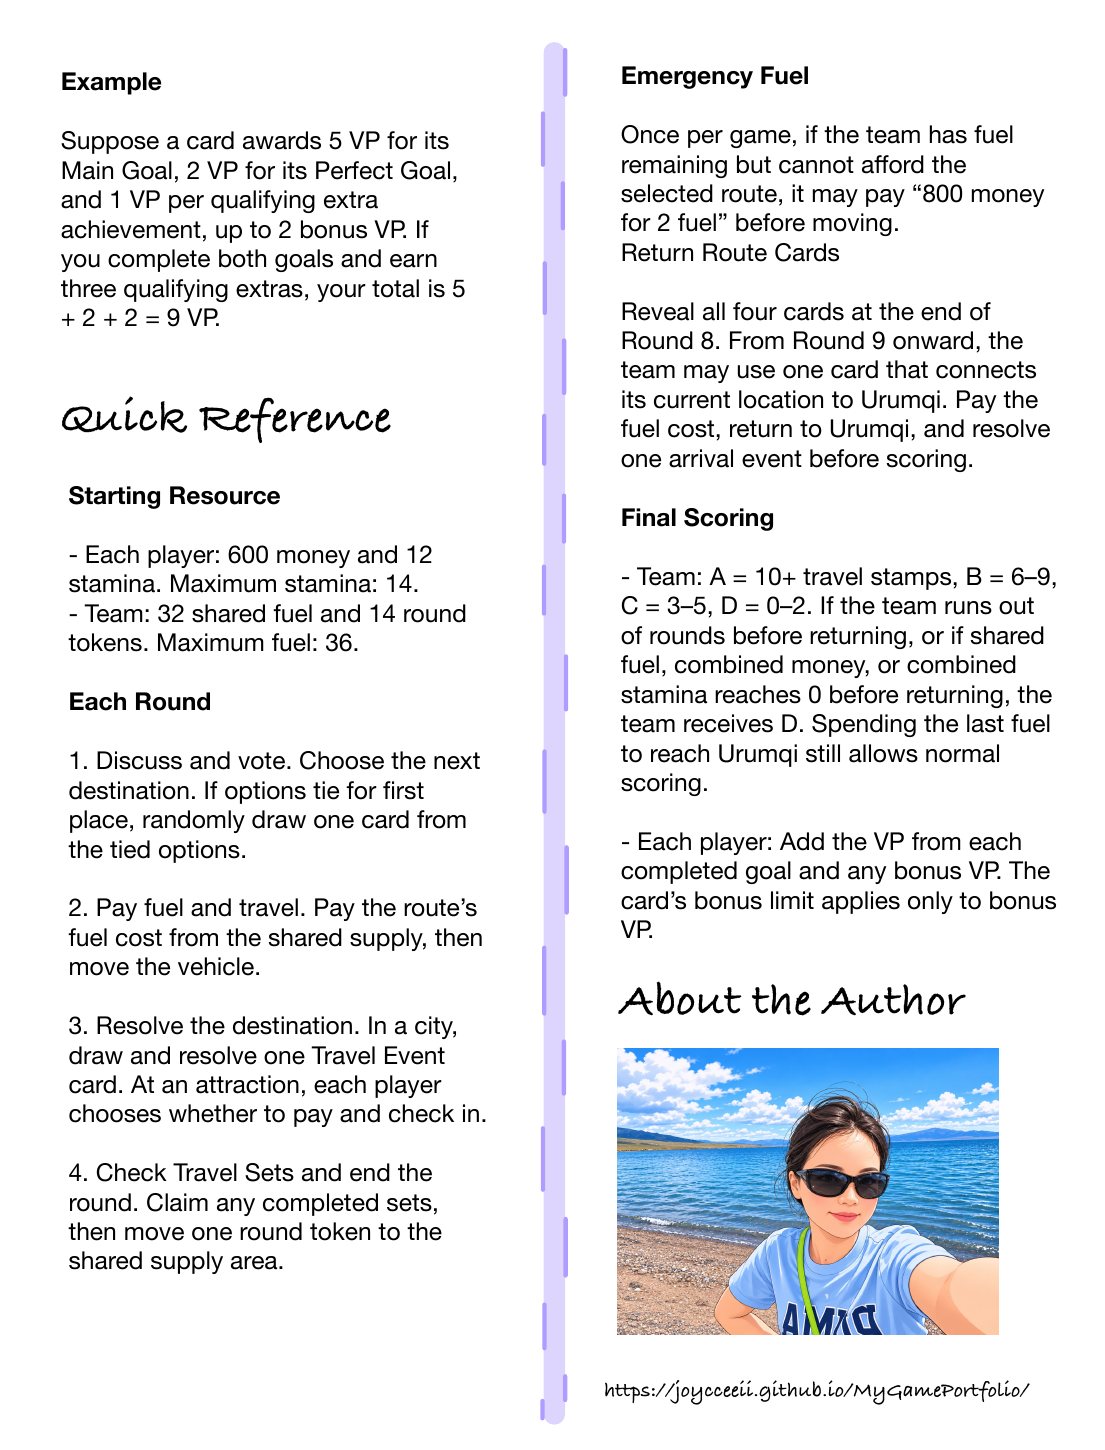 Example
Suppose a card awards 5 VP for its
Main Goal, 2 VP for its Perfect Goal,
and 1 VP per qualifying extra
achievement, up to 2 bonus VP. If
you complete both goals and earn
three qualifying extras, your total is 5
+ 2 + 2 = 9 VP.
Quick Reference
Starting Resource
- Each player: 600 money and 12
stamina. Maximum stamina: 14.
- Team: 32 shared fuel and 14 round
tokens. Maximum fuel: 36.
Each Round
1. Discuss and vote. Choose the next
destination. If options tie for first
place, randomly draw one card from
the tied options.
2. Pay fuel and travel. Pay the route’s
fuel cost from the shared supply, then
move the vehicle.
3. Resolve the destination. In a city,
draw and resolve one Travel Event
card. At an attraction, each player
chooses whether to pay and check in.
4. Check Travel Sets and end the
round. Claim any completed sets,
then move one round token to the
shared supply area.
Emergency Fuel
Once per game, if the team has fuel
remaining but cannot afford the
selected route, it may pay “800 money
for 2 fuel” before moving.
Return Route Cards
Reveal all four cards at the end of
Round 8. From Round 9 onward, the
team may use one card that connects
its current location to Urumqi. Pay the
fuel cost, return to Urumqi, and resolve
one arrival event before scoring.
Final Scoring
- Team: A = 10+ travel stamps, B = 6–9,
C = 3–5, D = 0–2. If the team runs out
of rounds before returning, or if shared
fuel, combined money, or combined
stamina reaches 0 before returning, the
team receives D. Spending the last fuel
to reach Urumqi still allows normal
scoring.
- Each player: Add the VP from each
completed goal and any bonus VP. The
card’s bonus limit applies only to bonus
VP.
About the Author
https://joycceeii.github.io/MyGamePortfolio/